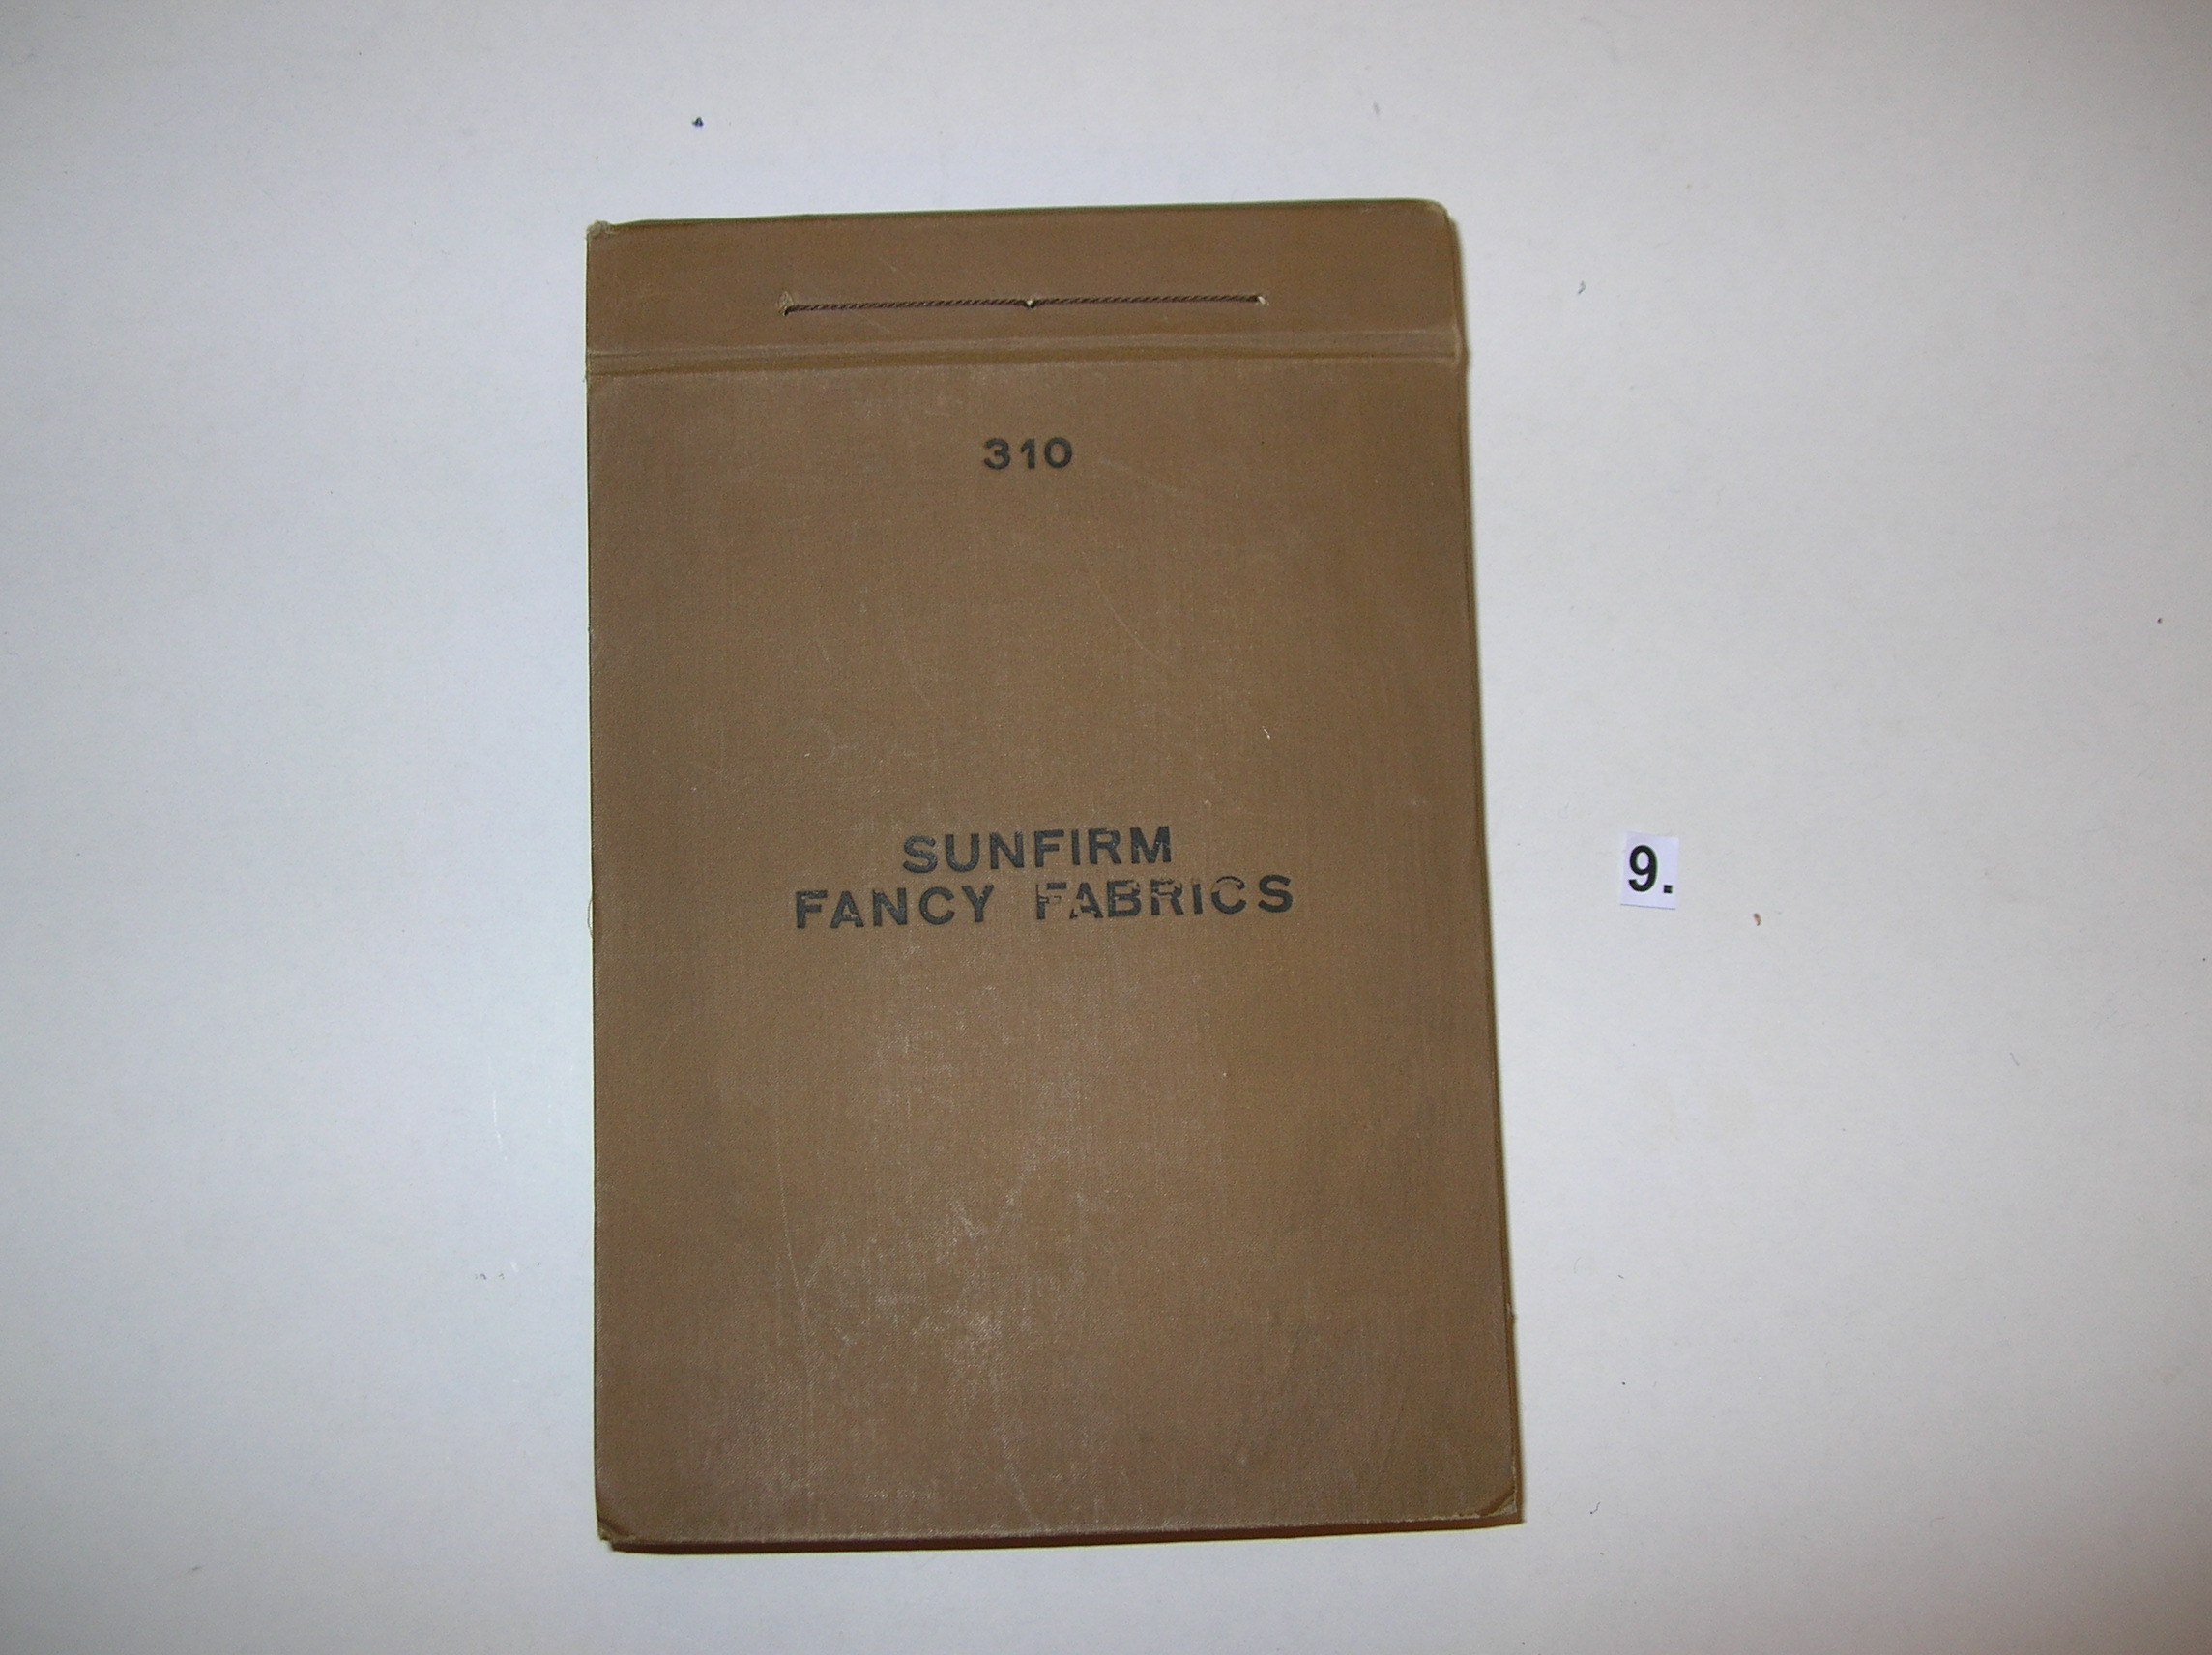 310
SUNFIRM
FANCY FABRICS
9.